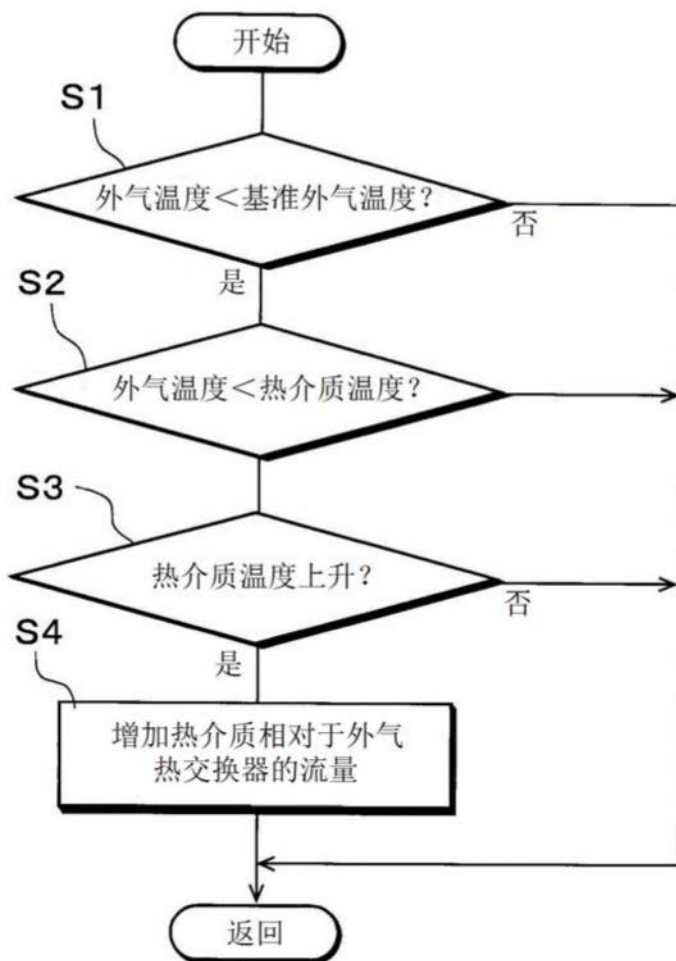 开始
S1
外气温度＜基准外气温度？
否
是
S2
外气温度＜热介质温度？
S3
热介质温度上升？
否
是
S4
增加热介质相对于外气
热交换器的流量
返回